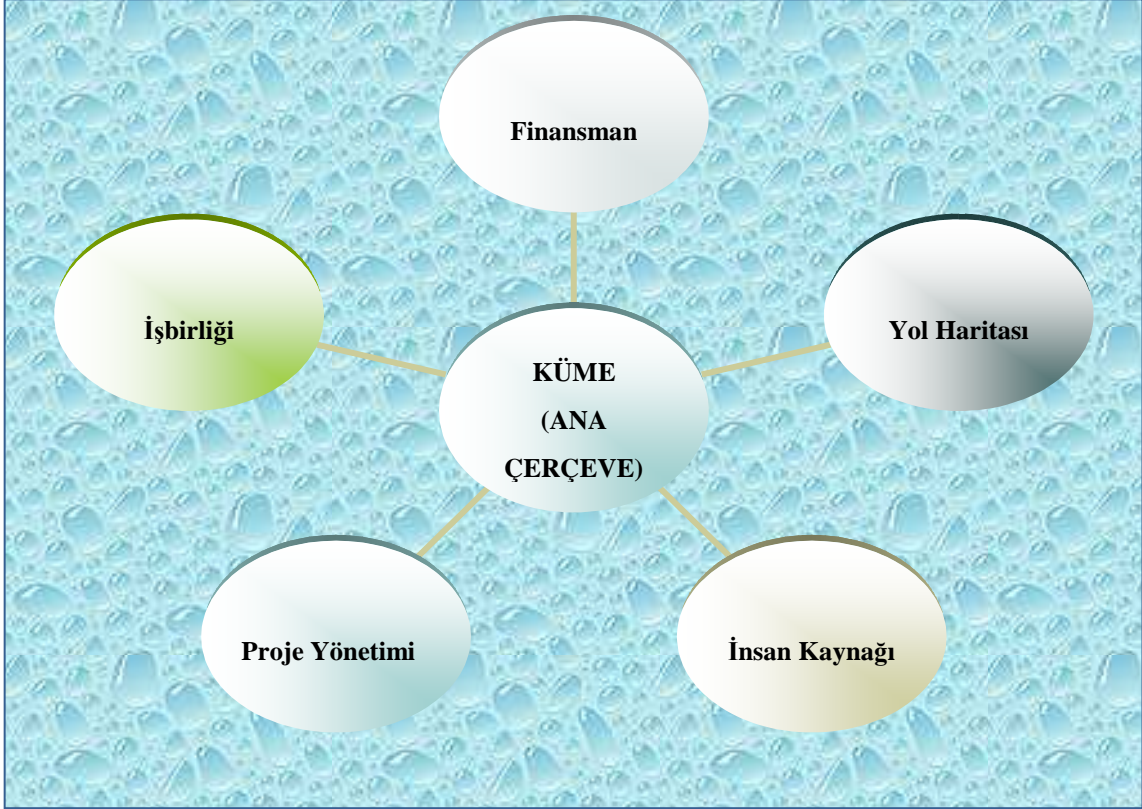 Finansman
İşbirliği
Yol Haritası
KÜME
(ANA
ÇERÇEVE)
Proje Yönetimi
İnsan Kaynağı